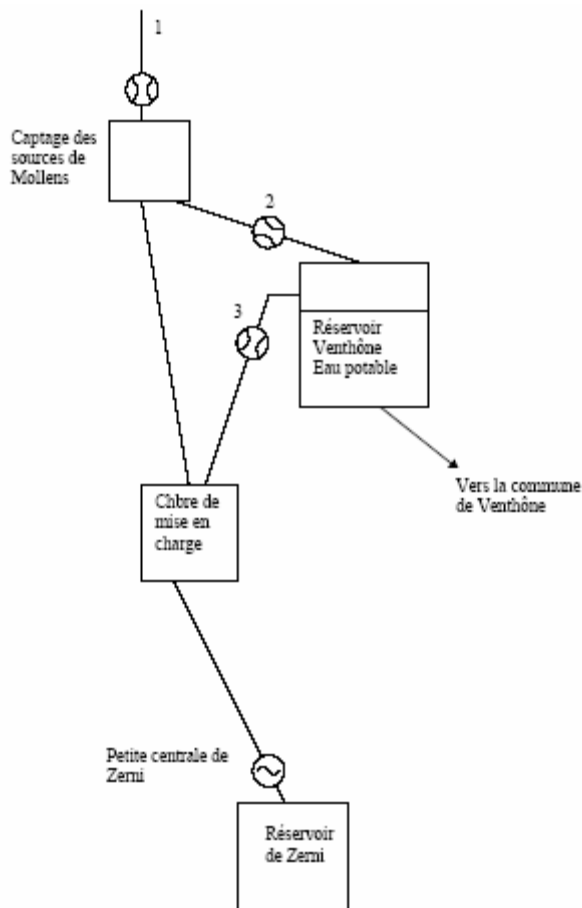 1
Captage des
sources de
Mollens
2
3
Réservoir
Venthône
Eau potable
Vers la commune
de Venthône
Chbre de
mise en
charge
Petite centrale de
Zerni
Réservoir
de Zerni